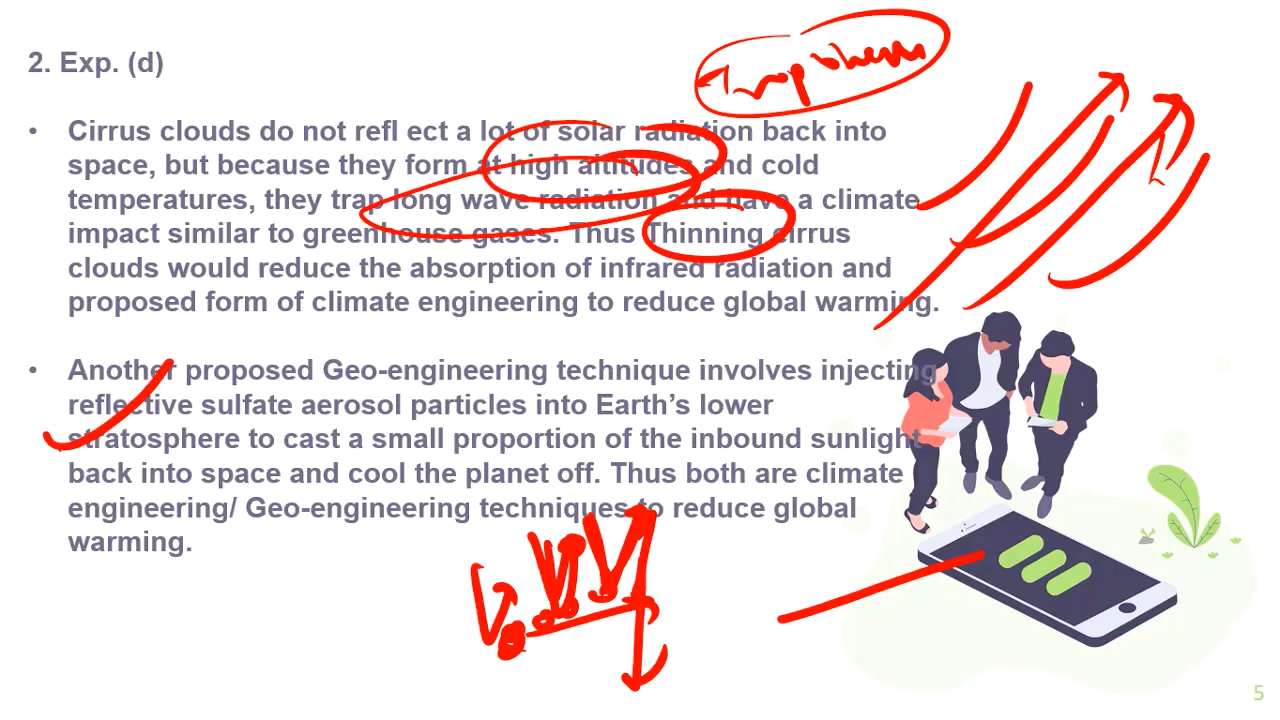 2. Exp. (d)
• Cirrus clouds do not refl ect a lot of solar radiation back into
space, but because they form at high altitudes and cold
temperatures, they trap long wave radiation and have a climate
impact similar to greenhouse gases. Thus Thinning cirrus
clouds would reduce the absorption of infrared radiation and
proposed form of climate engineering to reduce global warming.
• Another proposed Geo-engineering technique involves injecting
reflective sulfate aerosol particles into Earth’s lower
stratosphere to cast a small proportion of the inbound sunlight
back into space and cool the planet off. Thus both are climate
engineering/ Geo-engineering techniques to reduce global
warming.
5